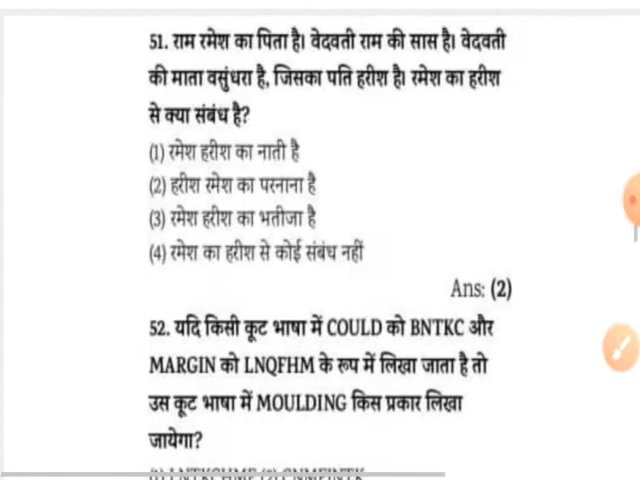 51. राम रमेश का पिता है। वेदवती राम की सास है। वेदवती
की माता वसुंधरा है, जिसका पति हरीश है। रमेश का हरीश
से क्या संबंध है?
(1) रमेश हरीश का नाती है
(2) हरीश रमेश का परनाना है
(3) रमेश हरीश का भतीजा है
(4) रमेश का हरीश से कोई संबंध नहीं
Ans: (2)
52. यदि किसी कूट भाषा में COULD को BNTKC और
MARGIN को LNQFHM के रूप में लिखा जाता है तो
उस कूट भाषा में MOULDING किस प्रकार लिखा
जायेगा?